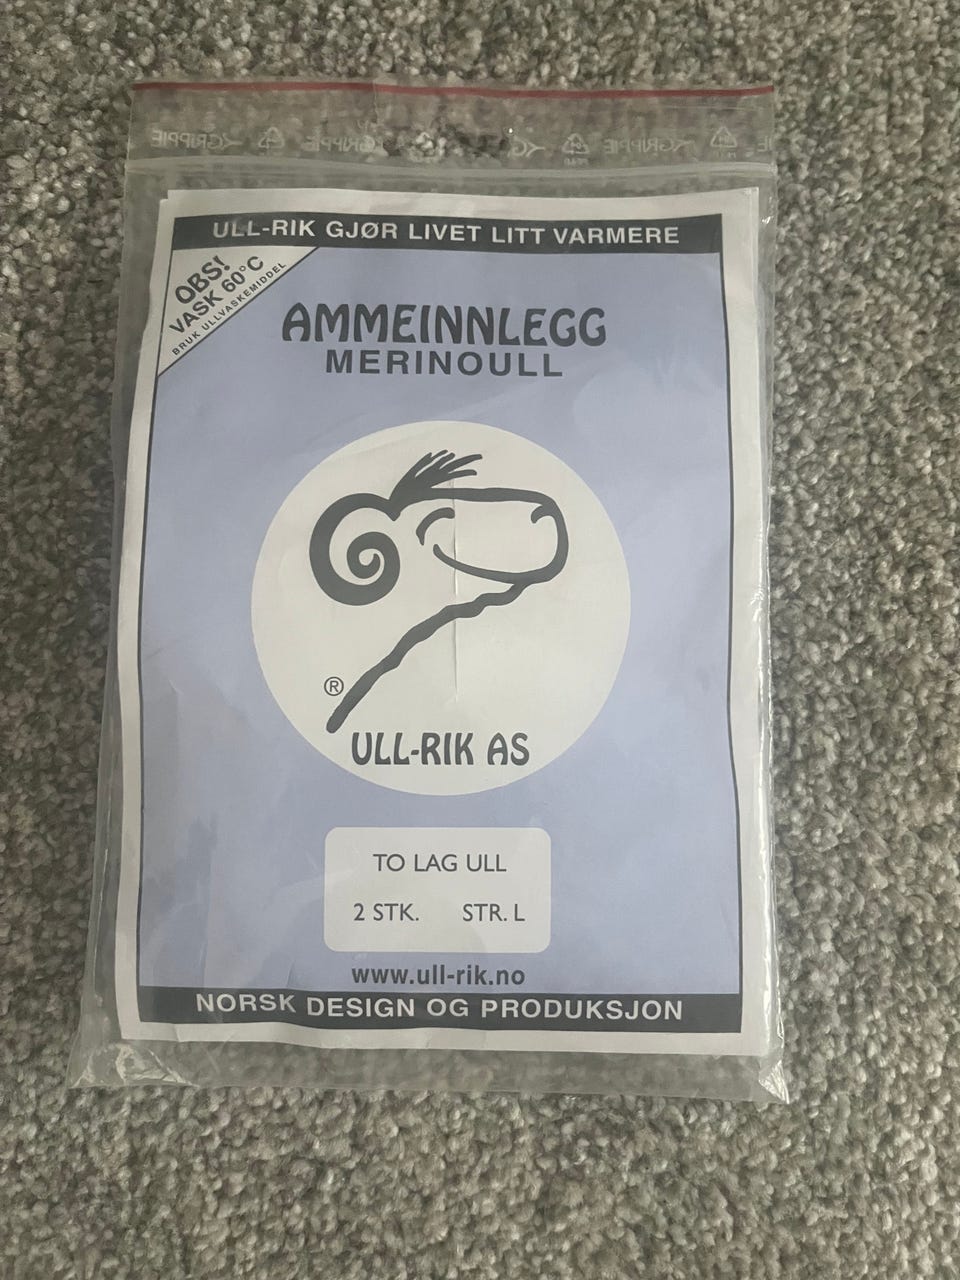 ULL-RIK GJØR LIVET LITT VARMERE
OBS!
VASK 60°C
BRUK ULLVASKEMIDDEL
AMMEINNLEGG
MERINOULL
®
ULL-RIK AS
TO LAG ULL
2 STK. STR. L
www.ull-rik.no
NORSK DESIGN OG PRODUKSJON